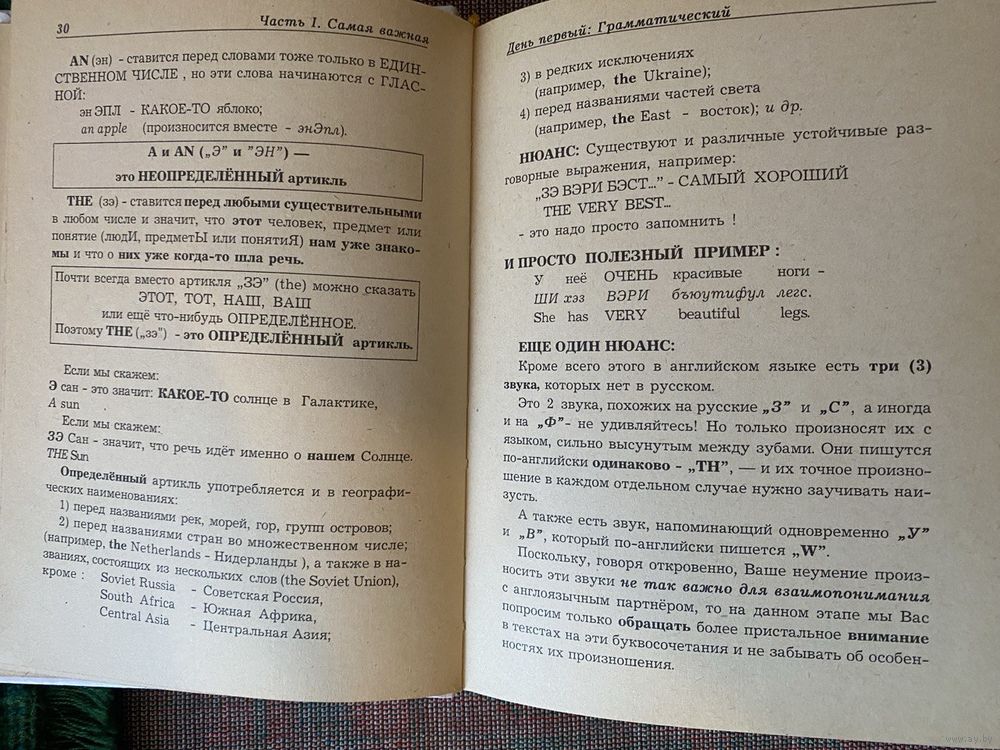 30
Часть I. Самая важная
AN (эн) - ставится перед словами тоже только в ЕДИН-
СТВЕННОМ ЧИСЛЕ , но эти слова начинаются с ГЛАС-
НОЙ:
эн ЭПЛ - КАКОЕ-ТО яблоко;
an apple (произносится вместе - энЭпл).
А и AN („Э” и "ЭН") —
это НЕОПРЕДЕЛЁННЫЙ артикль
THE (зэ) - ставится перед любыми существительными
в любом числе и значит, что этот человек, предмет или
понятие (людИ, предметЫ или понятиЯ) нам уже знако-
мы и что о них уже когда-то шла речь.
Почти всегда вместо артикля „ЗЭ” (the) можно сказать
ЭТОТ, ТОТ, НАШ, ВАШ
или ещё что-нибудь ОПРЕДЕЛЁННОЕ.
Поэтому THE („зэ”) - это ОПРЕДЕЛЁННЫЙ артикль.
Если мы скажем:
Э сан - это значит: КАКОЕ-ТО солнце в Галактике,
A sun
Если мы скажем:
ЗЭ Сан - значит, что речь идёт именно о нашем Солнце.
THE Sun
Определённый артикль употребляется и в географи-
ческих наименованиях:
1) перед названиями рек, морей, гор, групп островов;
2) перед названиями стран во множественном числе;
(например, the Netherlands - Нидерланды ), а также в на-
званиях, состоящих из нескольких слов (the Soviet Union),
кроме : Soviet Russia - Советская Россия,
South Africa - Южная Африка,
Central Asia - Центральная Азия;
День первый: Грамматический
3) в редких исключениях
(например, the Ukraine);
4) перед названиями частей света
(например, the East - восток); и др.
НЮАНС: Существуют и различные устойчивые раз-
говорные выражения, например:
„ЗЭ ВЭРИ БЭСТ...” - САМЫЙ ХОРОШИЙ
THE VERY BEST...
- это надо просто запомнить !
И ПРОСТО ПОЛЕЗНЫЙ ПРИМЕР :
У неё ОЧЕНЬ красивые ноги -
ШИ хэз ВЭРИ бъюутифул легс.
She has VERY beautiful legs.
ЕЩЕ ОДИН НЮАНС:
Кроме всего этого в английском языке есть три (3)
звука, которых нет в русском.
Это 2 звука, похожих на русские „З” и „С”, а иногда
и на „Ф”- не удивляйтесь! Но только произносят их с
языком, сильно высунутым между зубами. Они пишутся
по-английски одинаково - „TH”, — и их точное произно-
шение в каждом отдельном случае нужно заучивать наи-
зусть.
А также есть звук, напоминающий одновременно „У”
и „В”, который по-английски пишется „W”.
Поскольку, говоря откровенно, Ваше неумение произ-
носить эти звуки не так важно для взаимопонимания
с англоязычным партнёром, то на данном этапе мы Вас
попросим только обращать более пристальное внимание
в текстах на эти буквосочетания и не забывать об особен-
ностях их произношения.
www.ay.by